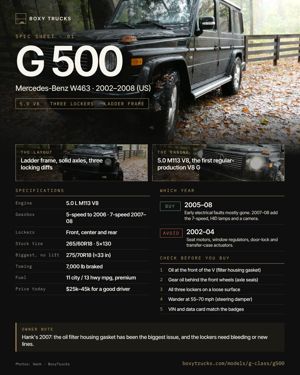 BOXY TRUCKS
SPEC SHEET · 01
G 500
Mercedes-Benz W463 · 2002–2008 (US)
5.0 V8 · THREE LOCKERS · LADDER FRAME
THE LAYOUT
Ladder frame, solid axles, three
locking diffs
THE ENGINE
5.0 M113 V8, the first regular-
production V8 G
SPECIFICATIONS
Engine 5.0 L M113 V8
Gearbox 5-speed to 2006 · 7-speed 2007–
08
Lockers Front, center and rear
Stock tire 265/60R18 · 5×130
Biggest, no lift 275/70R18 (≈33 in)
Towing 7,000 lb braked
Fuel 11 city / 13 hwy mpg, premium
Price today $25k–45k for a good driver
WHICH YEAR
BUY 2005–08
Early electrical faults mostly gone. 2007–08 add
the 7-speed, HID lamps and a camera.
AVOID 2002–04
Seat motors, window regulators, door-lock and
transfer-case actuators.
CHECK BEFORE YOU BUY
1 Oil at the front of the V (filter housing gasket)
2 Gear oil behind the front wheels (axle seals)
3 All three lockers on a loose surface
4 Wander at 55–70 mph (steering damper)
5 VIN and data card match the badges
OWNER NOTE
Hank's 2007: the oil filter housing gasket has been the biggest issue, and the lockers need bleeding or new
lines.
boxytrucks.com/models/g-class/g500